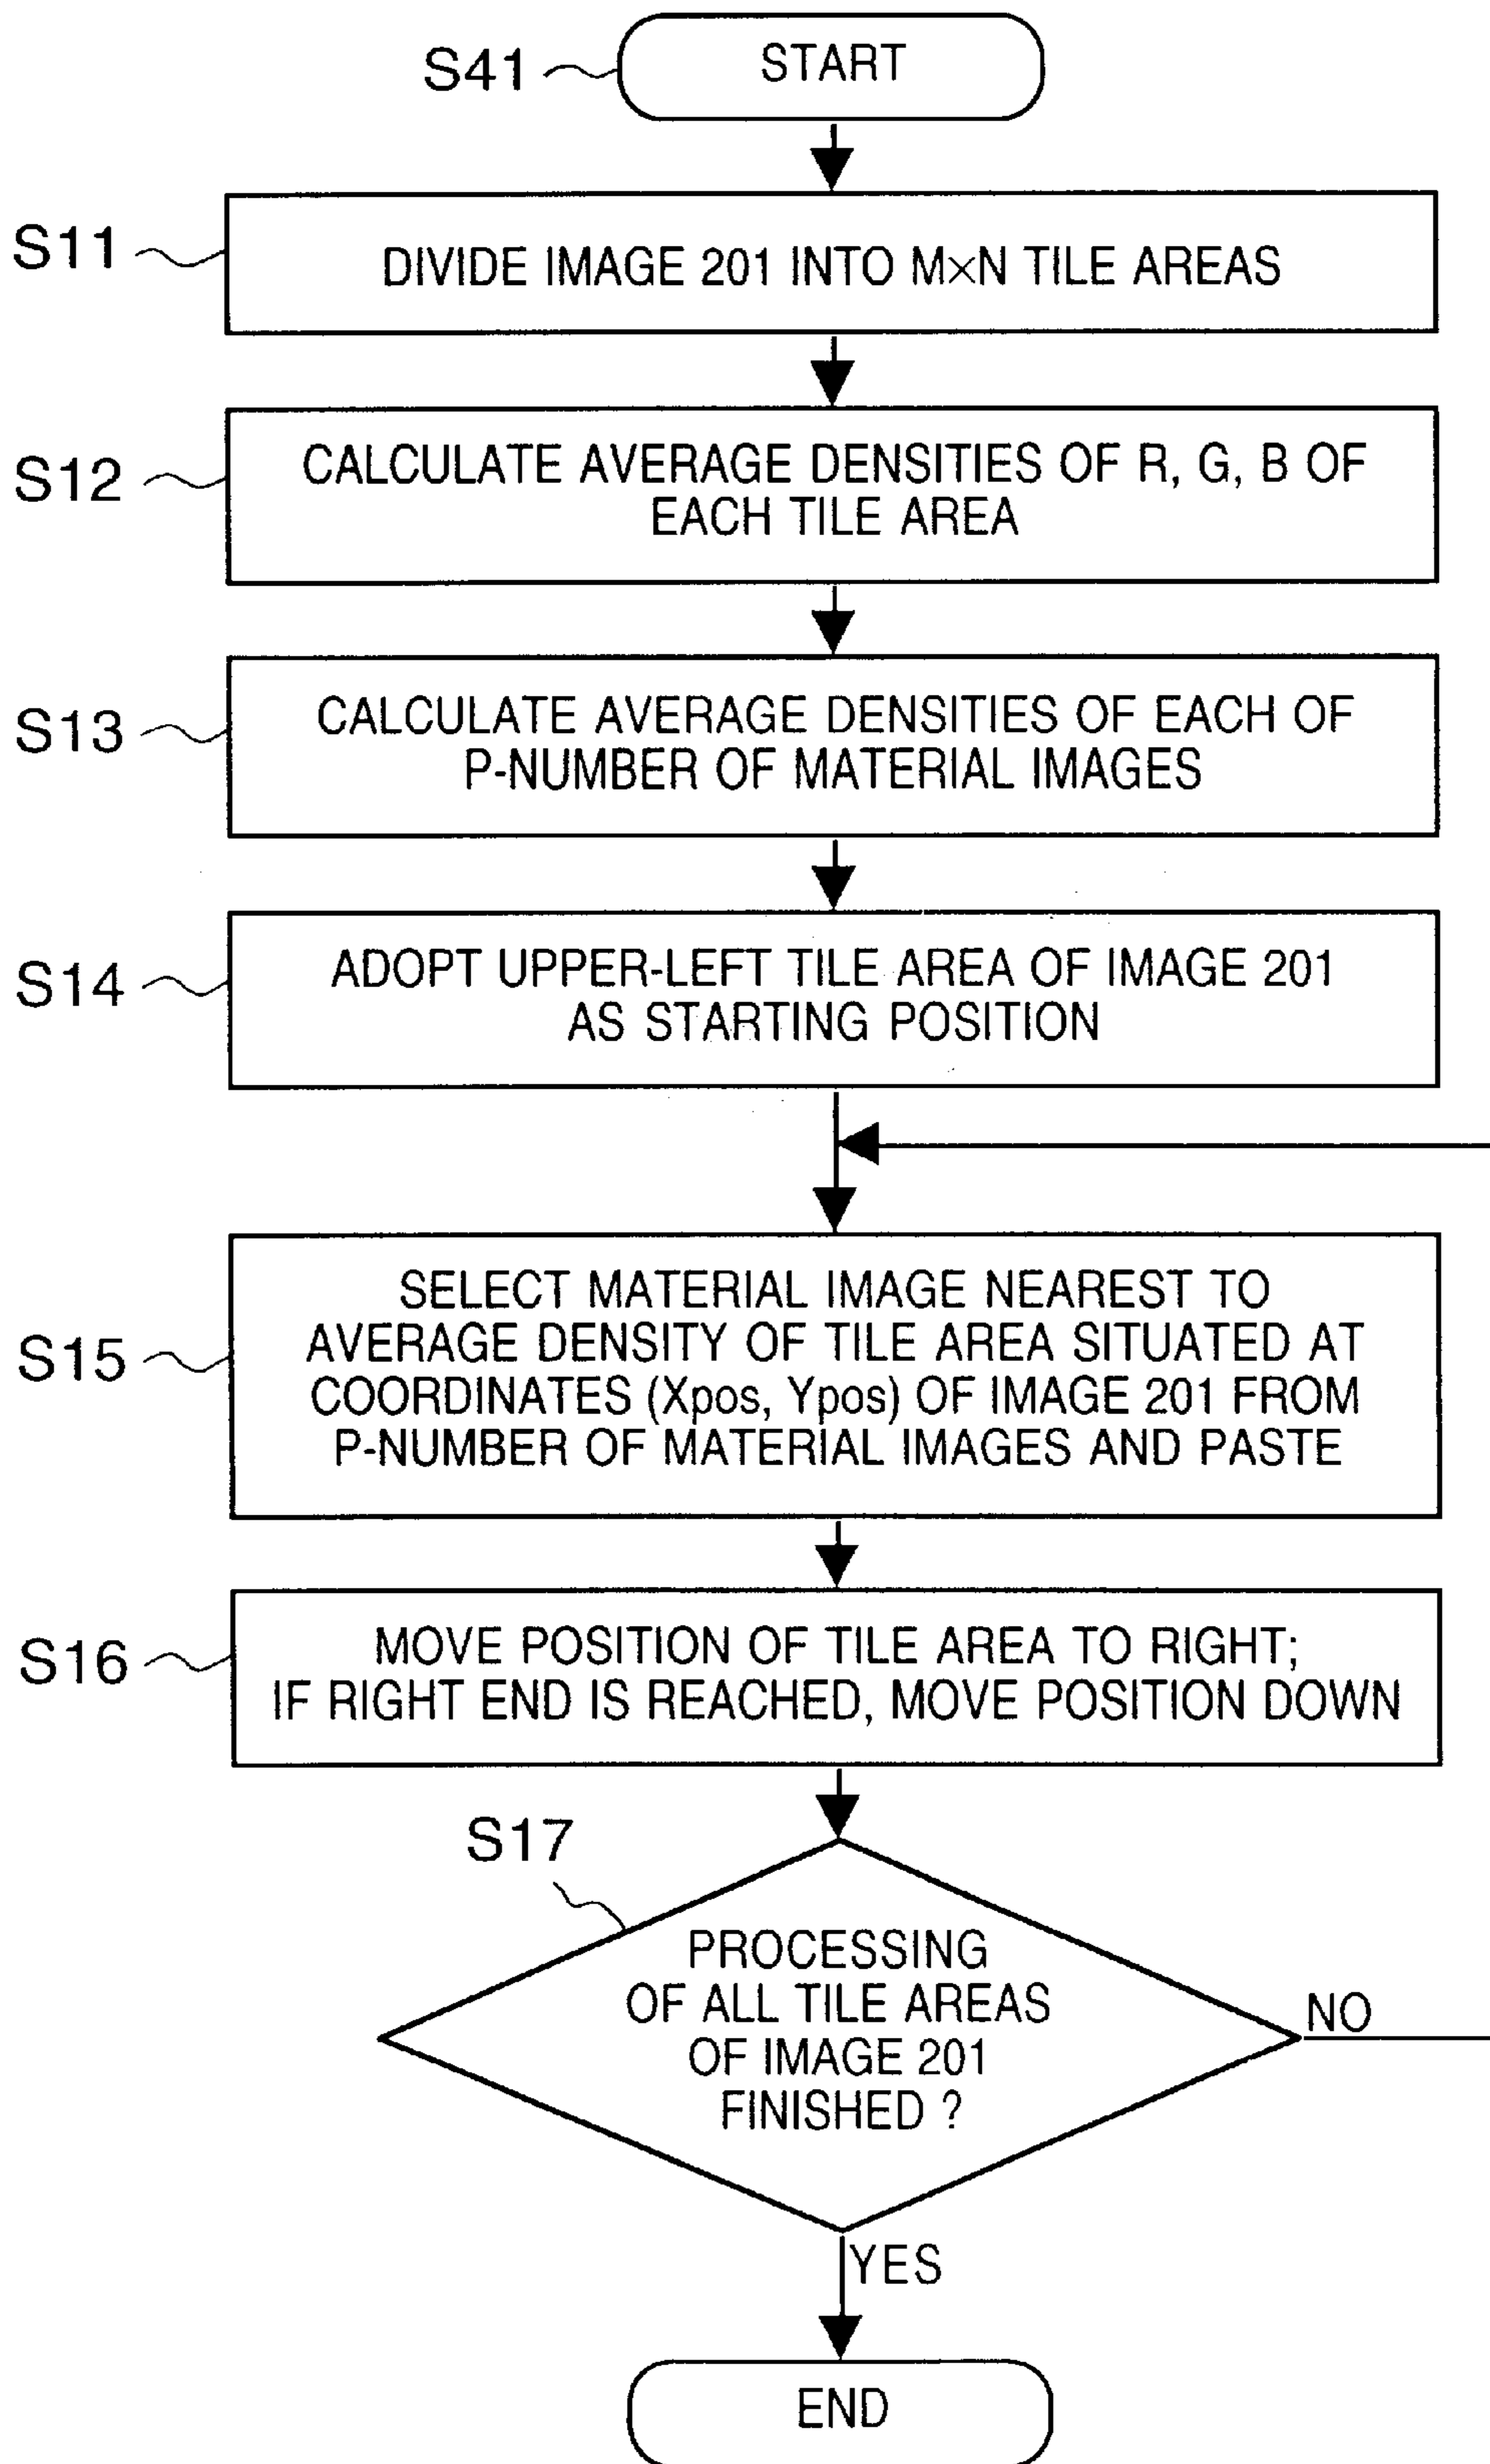 S41
START
S11
DIVIDE IMAGE 201 INTO M×N TILE AREAS
S12
CALCULATE AVERAGE DENSITIES OF R, G, B OF
EACH TILE AREA
S13
CALCULATE AVERAGE DENSITIES OF EACH OF
P-NUMBER OF MATERIAL IMAGES
S14
ADOPT UPPER-LEFT TILE AREA OF IMAGE 201
AS STARTING POSITION
S15
SELECT MATERIAL IMAGE NEAREST TO
AVERAGE DENSITY OF TILE AREA SITUATED AT
COORDINATES (Xpos, Ypos) OF IMAGE 201 FROM
P-NUMBER OF MATERIAL IMAGES AND PASTE
S16
MOVE POSITION OF TILE AREA TO RIGHT;
IF RIGHT END IS REACHED, MOVE POSITION DOWN
S17
PROCESSING
OF ALL TILE AREAS
OF IMAGE 201
FINISHED ?
NO
YES
END